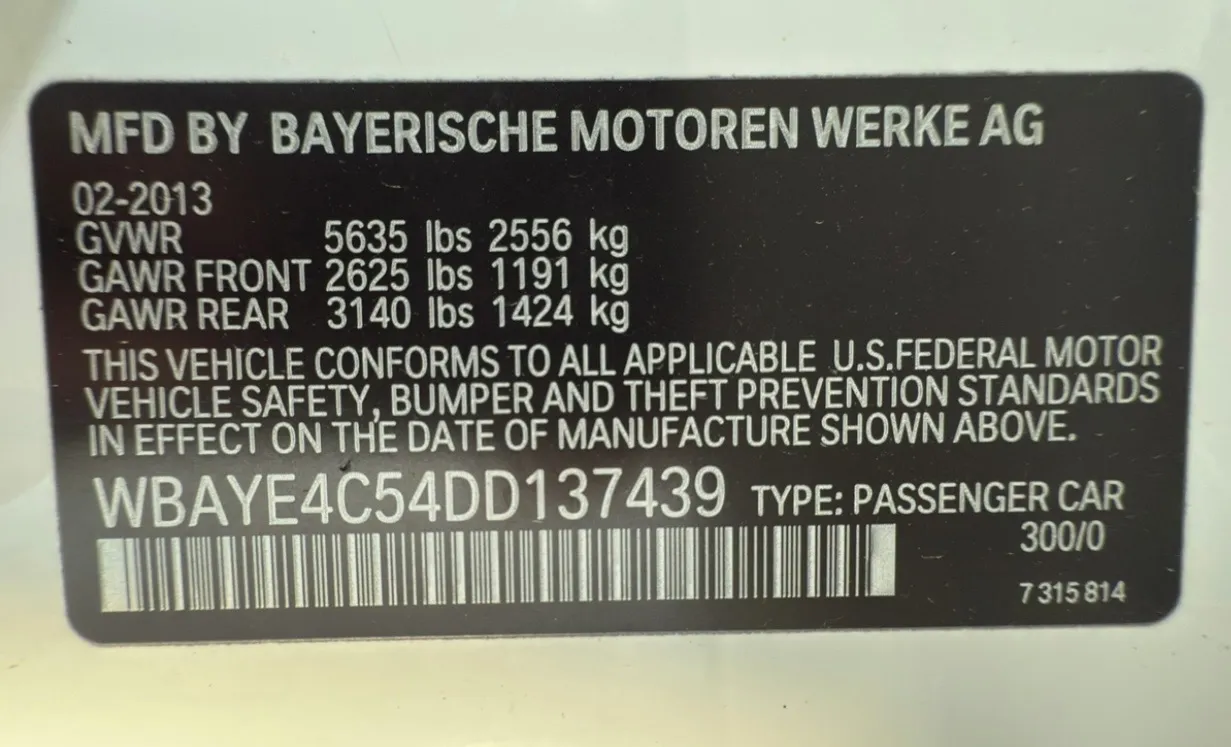 MFD BY BAYERISCHE MOTOREN WERKE AG
02-2013
GVWR 5635 lbs 2556 kg
GAWR FRONT 2625 lbs 1191 kg
GAWR REAR 3140 lbs 1424 kg
THIS VEHICLE CONFORMS TO ALL APPLICABLE U.S.FEDERAL MOTOR
VEHICLE SAFETY, BUMPER AND THEFT PREVENTION STANDARDS
IN EFFECT ON THE DATE OF MANUFACTURE SHOWN ABOVE.
WBAYE4C54DD137439 TYPE: PASSENGER CAR
300/0
7 315 814